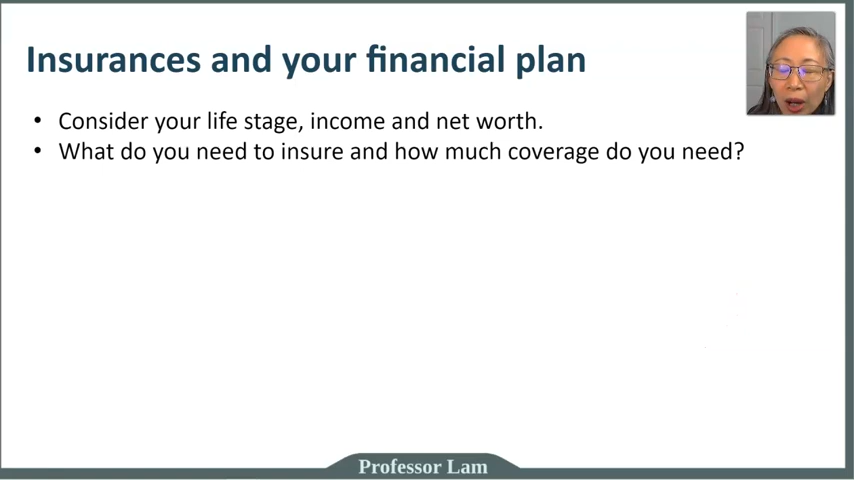 Insurances and your financial plan
• Consider your life stage, income and net worth.
• What do you need to insure and how much coverage do you need?
Professor Lam